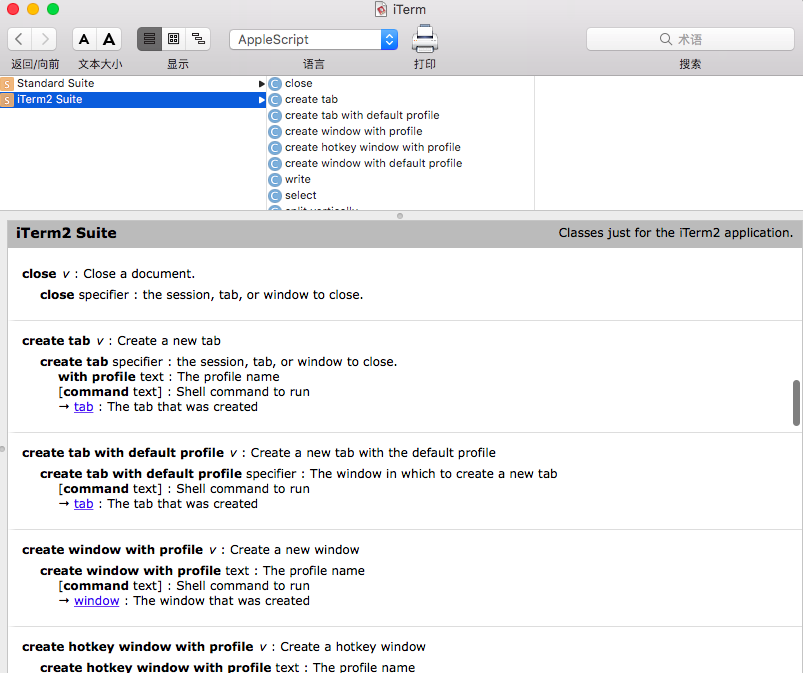 iTerm
A A
AppleScript
术语
返回/向前 文本大小 显示 语言 打印 搜索
S Standard Suite
S iTerm2 Suite
C close
C create tab
C create tab with default profile
C create window with profile
C create hotkey window with profile
C create window with default profile
C write
C select
C split vertically
iTerm2 Suite Classes just for the iTerm2 application.
close v : Close a document.
close specifier : the session, tab, or window to close.
create tab v : Create a new tab
create tab specifier : the session, tab, or window to close.
with profile text : The profile name
[command text] : Shell command to run
→ tab : The tab that was created
create tab with default profile v : Create a new tab with the default profile
create tab with default profile specifier : The window in which to create a new tab
[command text] : Shell command to run
→ tab : The tab that was created
create window with profile v : Create a new window
create window with profile text : The profile name
[command text] : Shell command to run
→ window : The window that was created
create hotkey window with profile v : Create a hotkey window
create hotkey window with profile text : The profile name